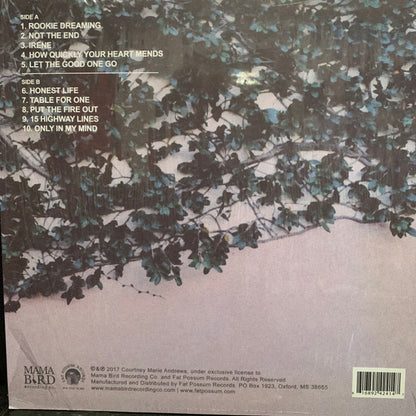 SIDE A
1. ROOKIE DREAMING
2. NOT THE END
3. IRENE
4. HOW QUICKLY YOUR HEART MENDS
5. LET THE GOOD ONE GO
SIDE B
6. HONEST LIFE
7. TABLE FOR ONE
8. PUT THE FIRE OUT
9. 15 HIGHWAY LINES
10. ONLY IN MY MIND
MAMA
BIRD
RECORDING CO.
℗&© 2017 Courtney Marie Andrews, under exclusive license to
Mama Bird Recording Co. and Fat Possum Records. All Rights Reserved.
Manufactured and Distributed by Fat Possum Records. PO Box 1923, Oxford, MS 38655
www.mamabirdrecordingco.com | www.fatpossum.com